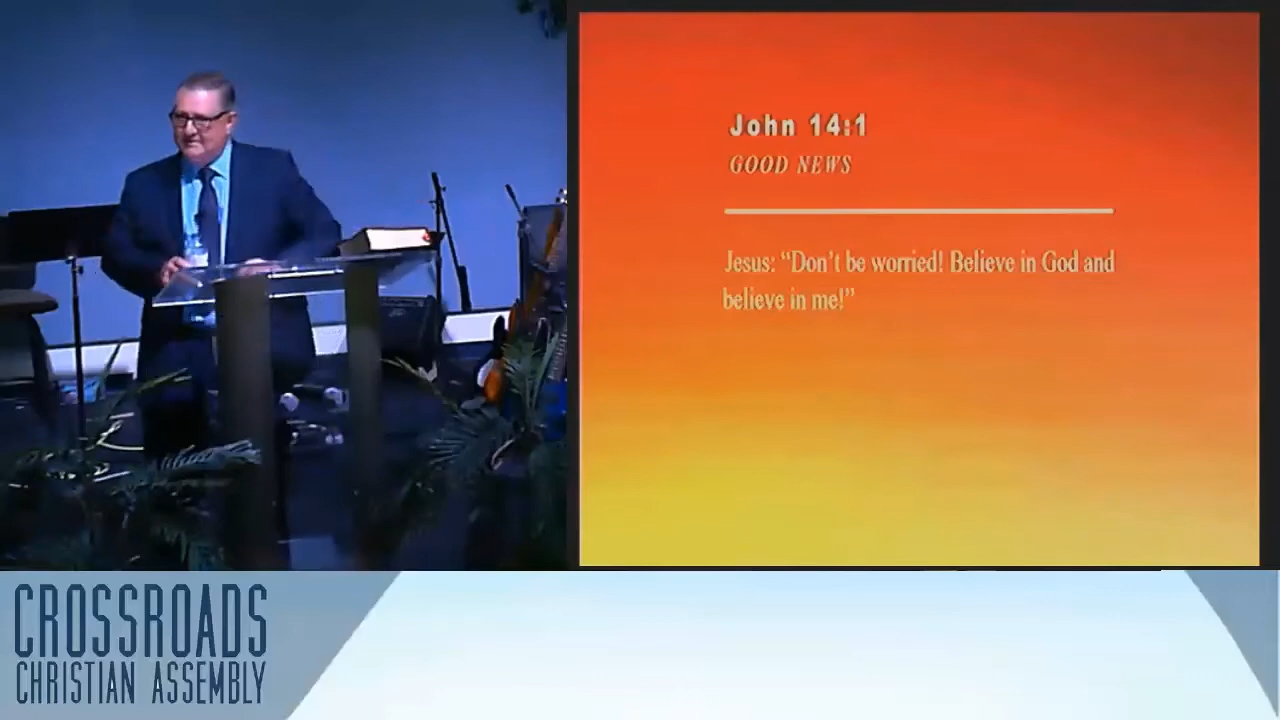 John 14:1
GOOD NEWS
Jesus: “Don’t be worried! Believe in God and
believe in me!”
CROSSROADS
CHRISTIAN ASSEMBLY